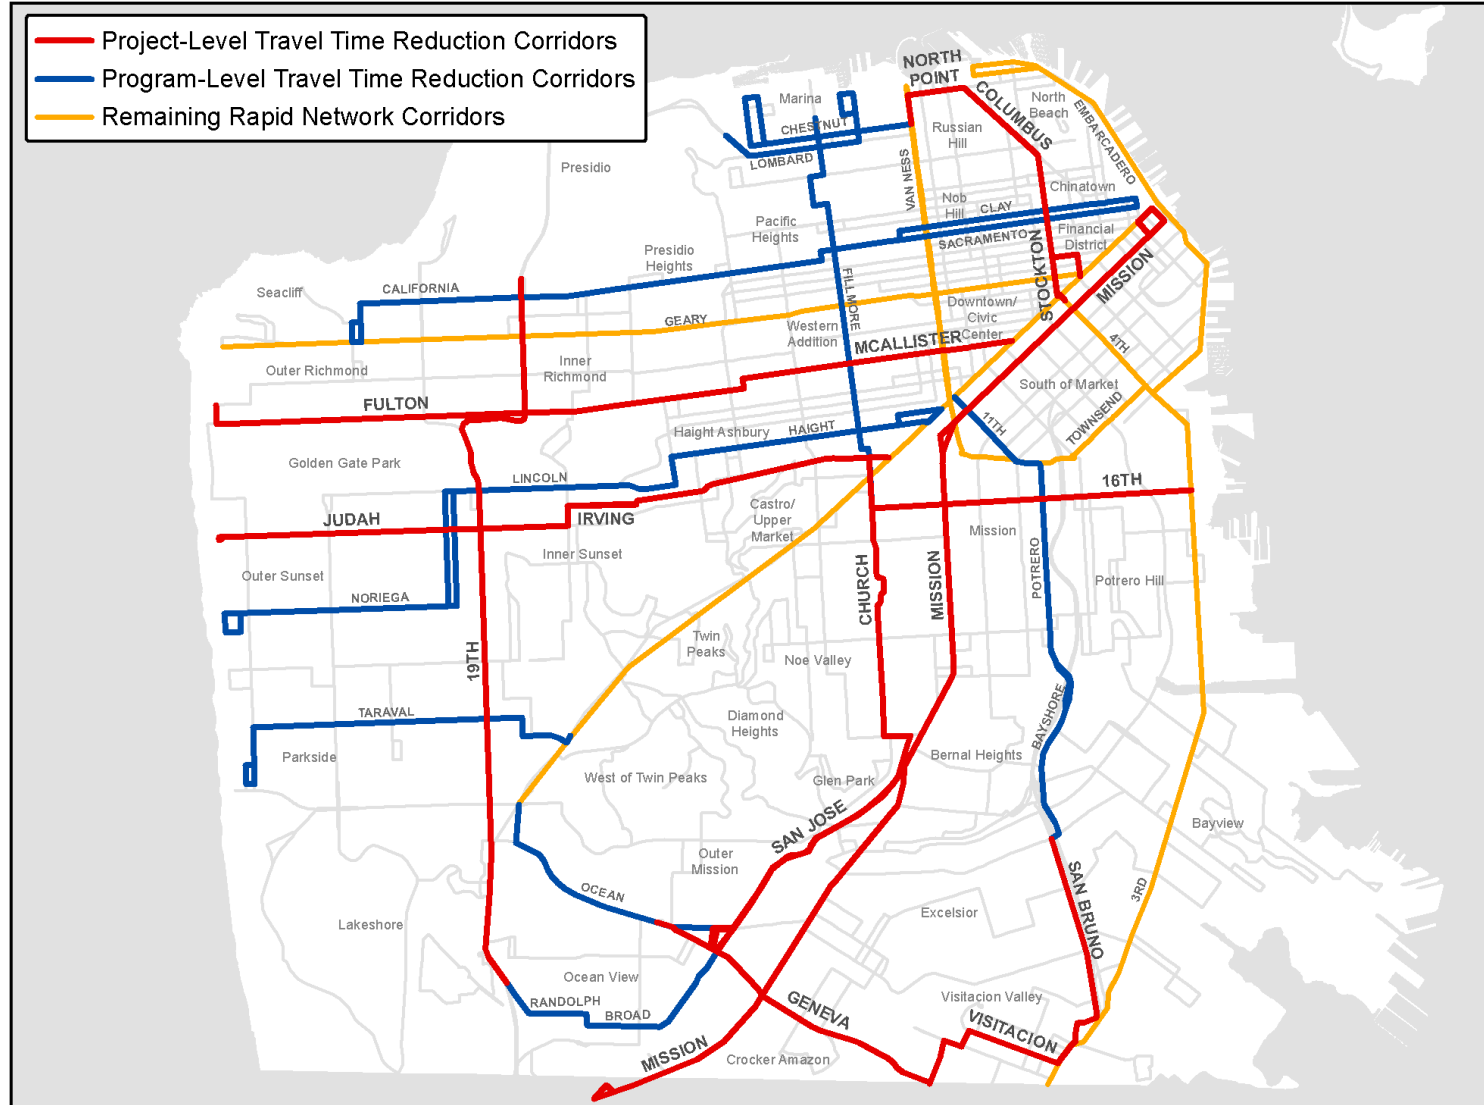 Project-Level Travel Time Reduction Corridors
Program-Level Travel Time Reduction Corridors
Remaining Rapid Network Corridors
NORTH
POINT
COLUMBUS
North
Beach
EMBARCADERO
Marina
CHESTNUT
LOMBARD
Russian
Hill
Presidio
VAN NESS
Chinatown
Nob
Hill
CLAY
SACRAMENTO
Financial
District
Pacific
Heights
Presidio
Heights
STOCKTON
MISSION
Seacliff
CALIFORNIA
FILLMORE
GEARY
Western
Addition
Downtown/
Civic
Center
MCALLISTER
4TH
Outer Richmond
Inner
Richmond
South of Market
FULTON
TOWNSEND
11TH
Haight Ashbury
HAIGHT
Golden Gate Park
LINCOLN
16TH
JUDAH
IRVING
Castro/
Upper
Market
Mission
Inner Sunset
Outer Sunset
NORIEGA
CHURCH
MISSION
POTRERO
Potrero Hill
19TH
Twin
Peaks
Noe Valley
TARAVAL
Diamond
Heights
BAYSHORE
Parkside
West of Twin Peaks
Glen Park
Bernal Heights
SAN JOSE
Bayview
Outer
Mission
OCEAN
SAN BRUNO
3RD
Lakeshore
Excelsior
Ocean View
RANDOLPH
BROAD
GENEVA
Visitacion Valley
VISITACION
MISSION
Crocker Amazon